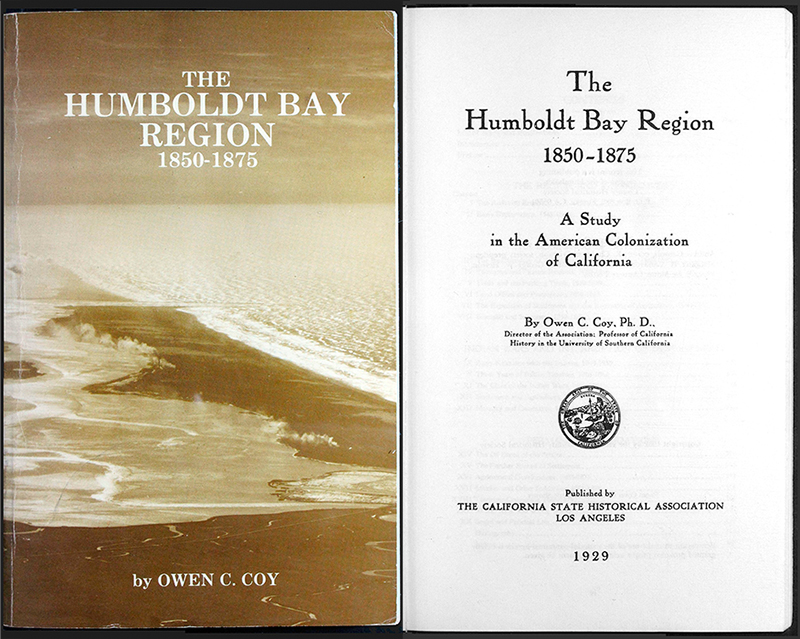 THE
HUMBOLDT BAY
REGION
1850-1875
by OWEN C. COY
The
Humboldt Bay Region
1850-1875
A Study
in the American Colonization
of California
By Owen C. Coy, Ph. D.,
Director of the Association; Professor of California
History in the University of Southern California
Published by
THE CALIFORNIA STATE HISTORICAL ASSOCIATION
LOS ANGELES
1929